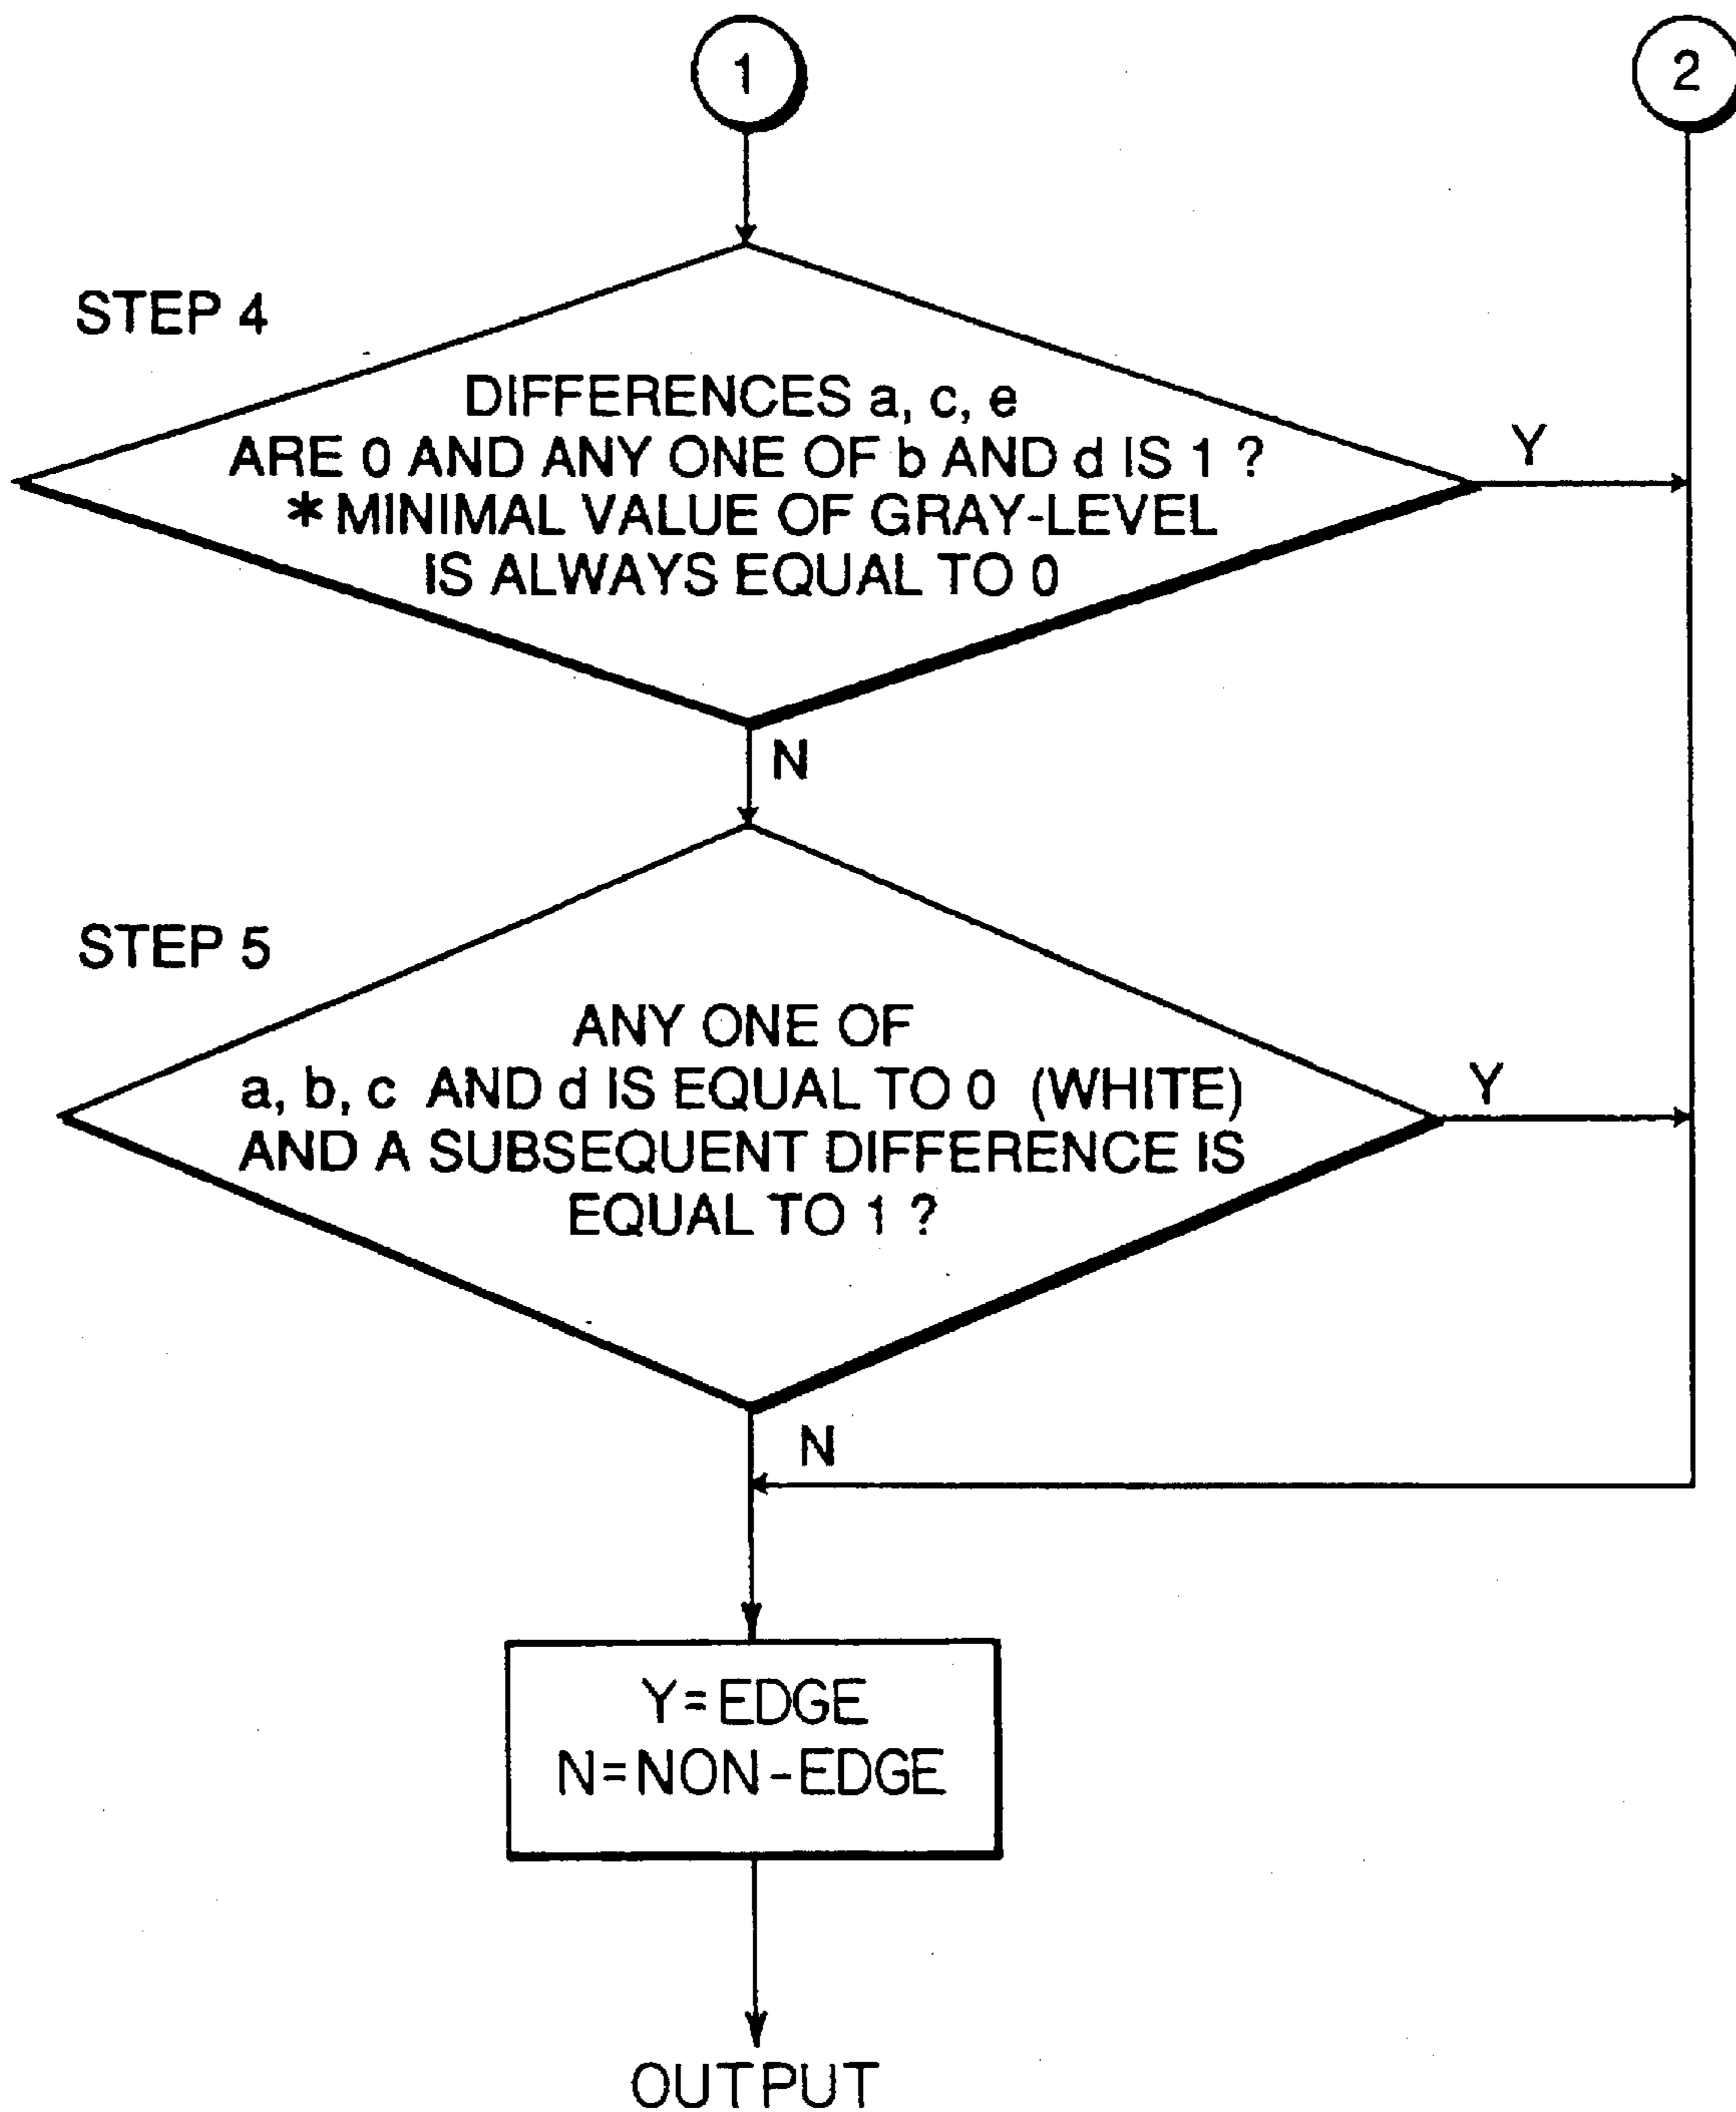 1
2
STEP 4
DIFFERENCES a, c, e
ARE 0 AND ANY ONE OF b AND d IS 1 ?
* MINIMAL VALUE OF GRAY-LEVEL
IS ALWAYS EQUAL TO 0
Y
N
STEP 5
ANY ONE OF
a, b, c AND d IS EQUAL TO 0 (WHITE)
AND A SUBSEQUENT DIFFERENCE IS
EQUAL TO 1 ?
Y
N
Y=EDGE
N=NON-EDGE
OUTPUT